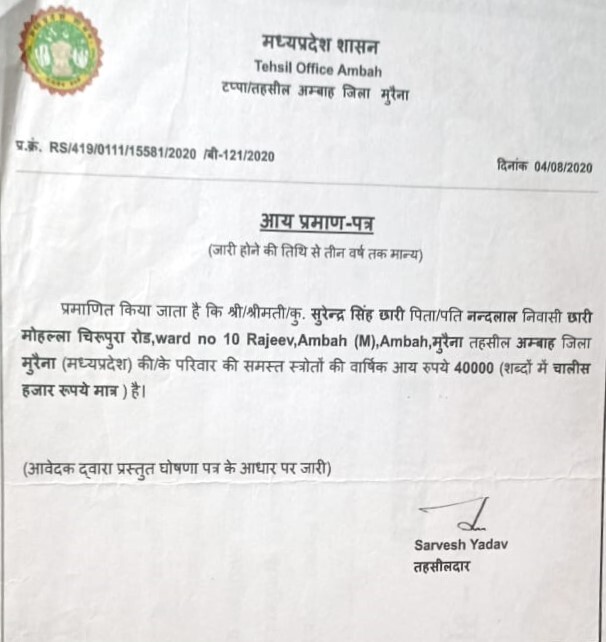 मध्यप्रदेश शासन
Tehsil Office Ambah
टप्पा/तहसील अम्बाह जिला मुरैना
प्र.क्रं. RS/419/0111/15581/2020 /बी-121/2020
दिनांक 04/08/2020
आय प्रमाण-पत्र
(जारी होने की तिथि से तीन वर्ष तक मान्य)
प्रमाणित किया जाता है कि श्री/श्रीमती/कु. सुरेन्द्र सिंह छारी पिता/पति नन्दलाल निवासी छारी
मोहल्ला चिरुपुरा रोड,ward no 10 Rajeev,Ambah (M),Ambah,मुरैना तहसील अम्बाह जिला
मुरैना (मध्यप्रदेश) की/के परिवार की समस्त स्त्रोतों की वार्षिक आय रुपये 40000 (शब्दों में चालीस
हजार रूपये मात्र ) है।
(आवेदक द्वारा प्रस्तुत घोषणा पत्र के आधार पर जारी)
Sarvesh Yadav
तहसीलदार